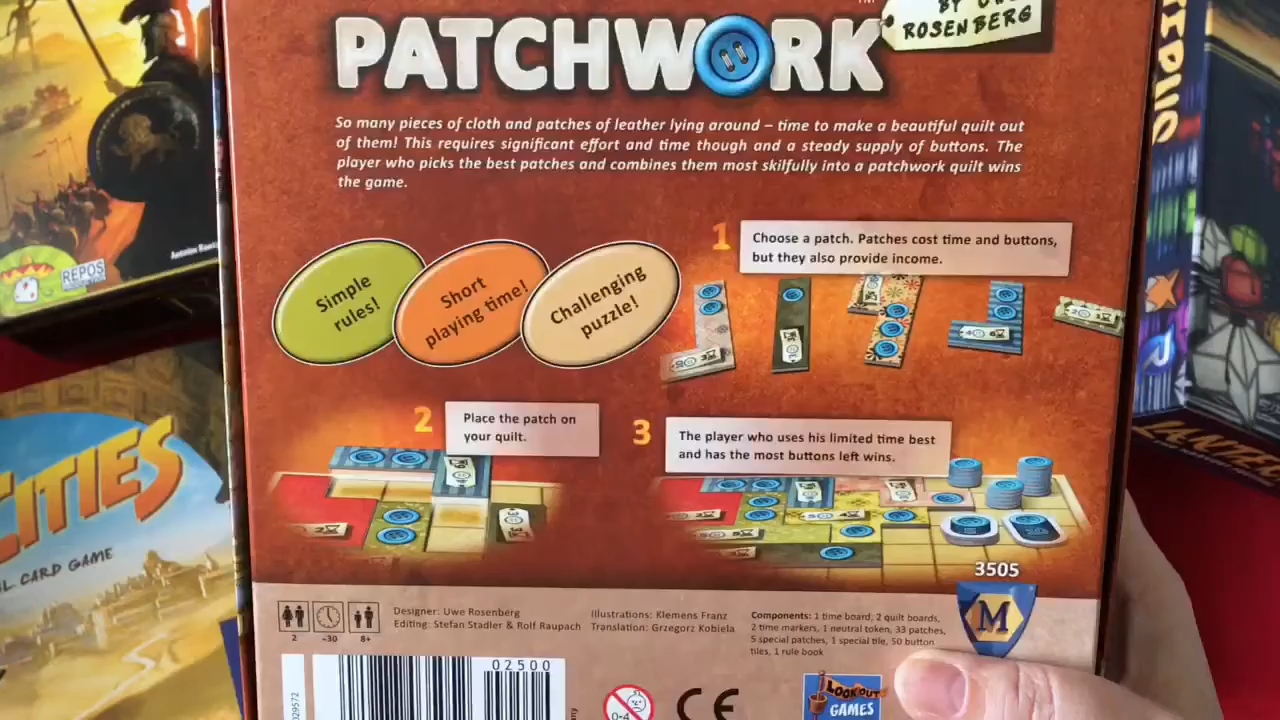 PATCHWORK
TM
BY
ROSENBERG
So many pieces of cloth and patches of leather lying around – time to make a beautiful quilt out
of them! This requires significant effort and time though and a steady supply of buttons. The
player who picks the best patches and combines them most skilfully into a patchwork quilt wins
the game.
Simple
rules!
Short
playing time!
Challenging
puzzle!
1
Choose a patch. Patches cost time and buttons,
but they also provide income.
2
Place the patch on
your quilt.
3
The player who uses his limited time best
and has the most buttons left wins.
3505
M
2
~30
8+
Designer: Uwe Rosenberg
Editing: Stefan Stadler & Rolf Raupach
Illustrations: Klemens Franz
Translation: Grzegorz Kobiela
Components: 1 time board, 2 quilt boards,
2 time markers, 1 neutral token, 33 patches,
5 special patches, 1 special tile, 50 button
tiles, 1 rule book
02500
029572
0-4
CE
LOOKOUT
GAMES
REPOS
Antoine
CITIES
CARD GAME